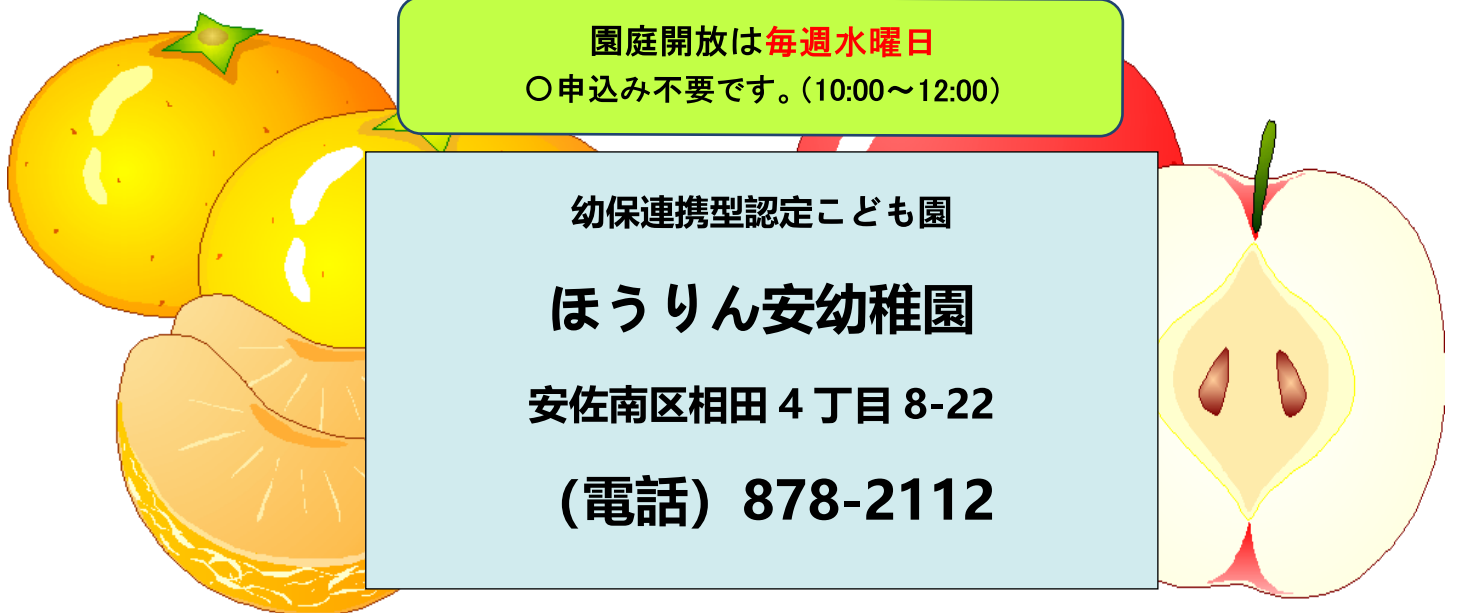 園庭開放は毎週水曜日
〇申込み不要です。(10:00～12:00)
幼保連携型認定こども園
ほうりん安幼稚園
安佐南区相田４丁目 8-22
(電話）878-2112